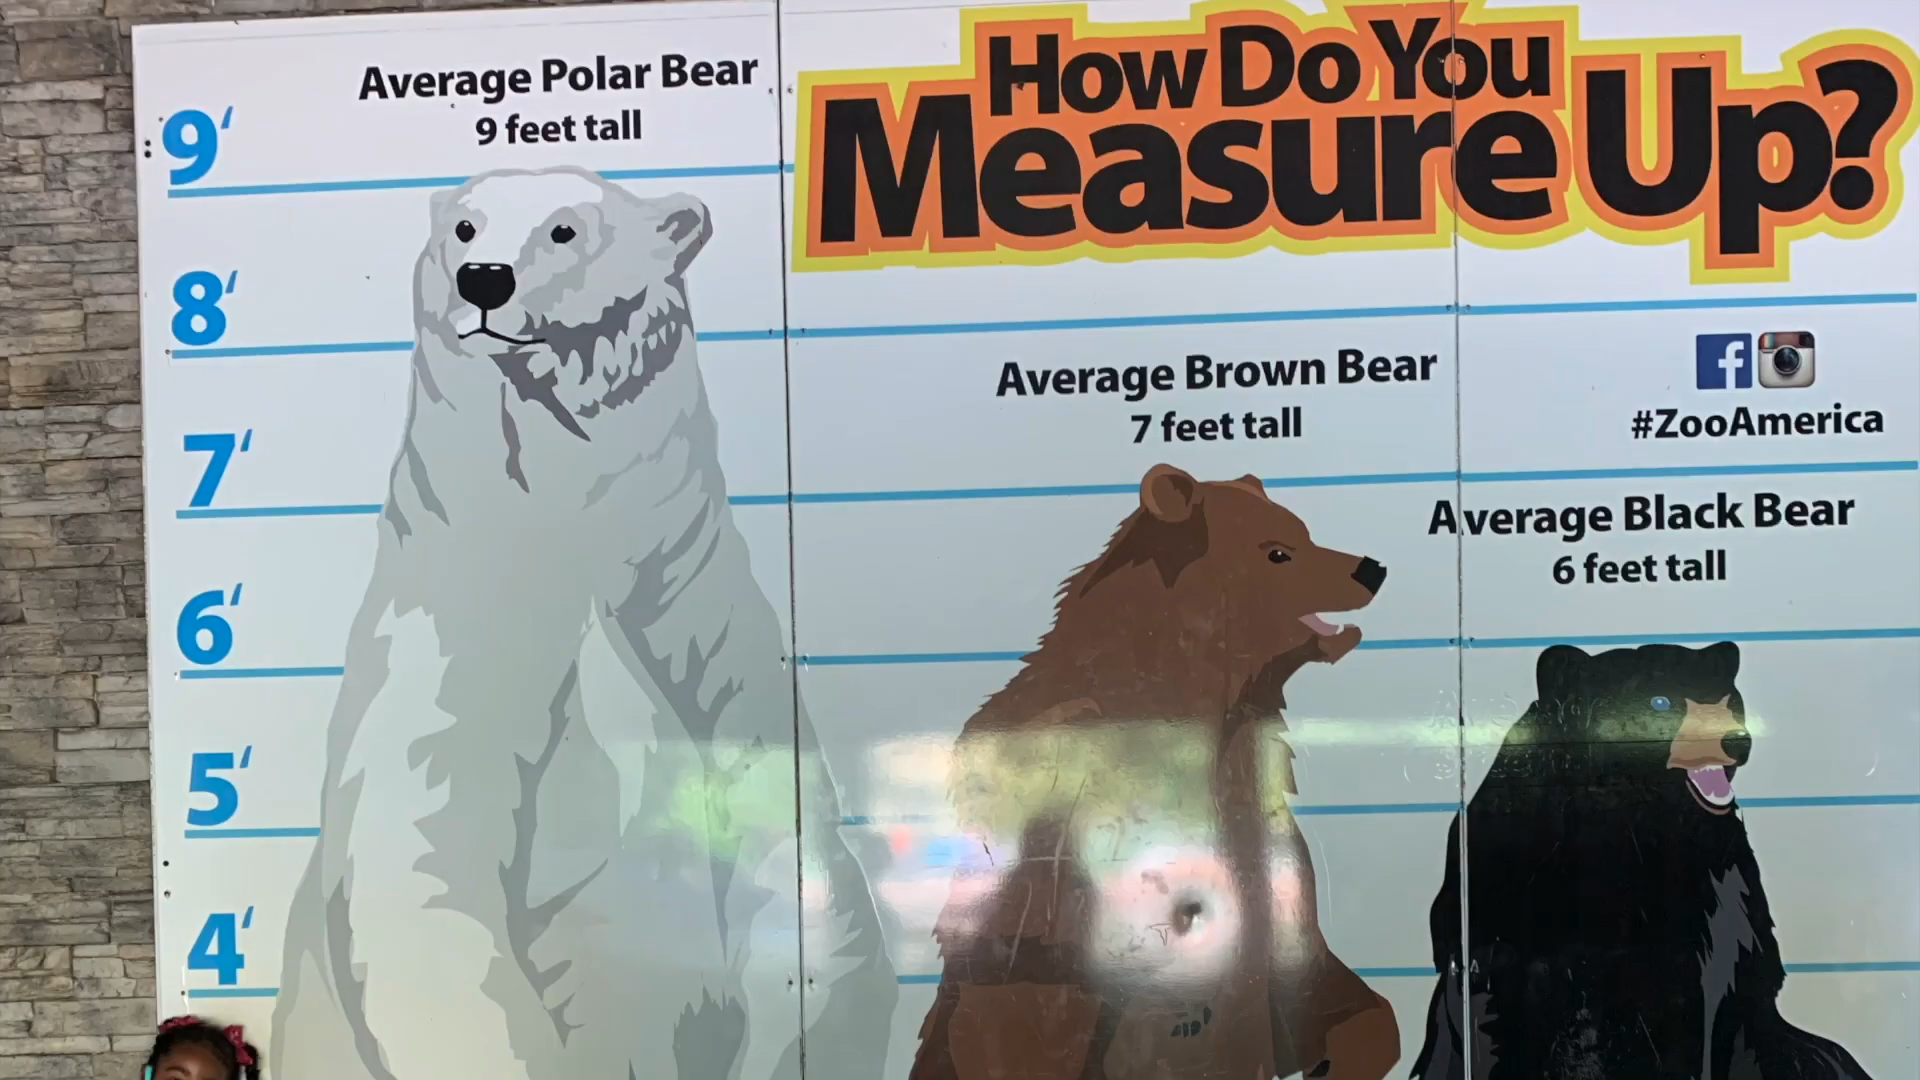 How Do You
Measure Up?
Average Polar Bear
9 feet tall
9'
8'
Average Brown Bear
7 feet tall
#ZooAmerica
7'
Average Black Bear
6 feet tall
6'
5'
4'